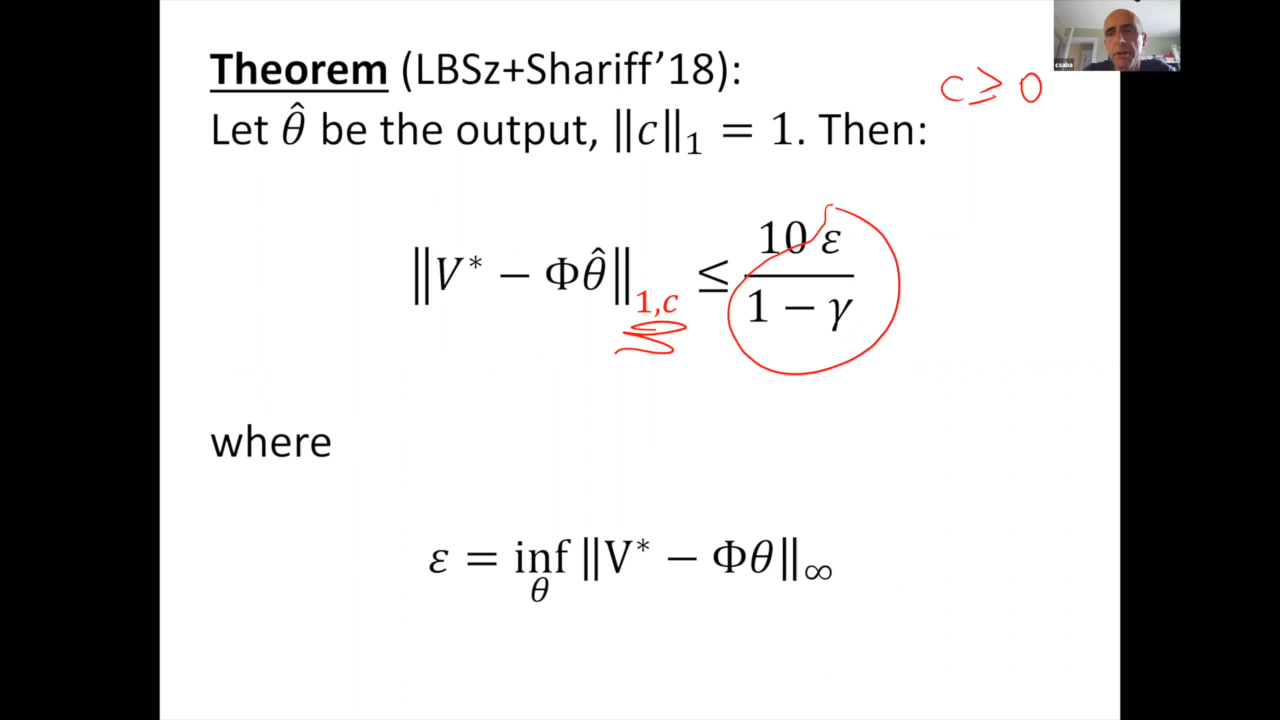 Theorem (LBSz+Shariff’18):
c ≥ 0
Let θ̂ be the output, ‖c‖₁ = 1. Then:
‖V* − Φθ̂‖₁,c ≤ 10 ε / (1 − γ)
where
ε = inf_θ ‖V* − Φθ‖_∞
csaba